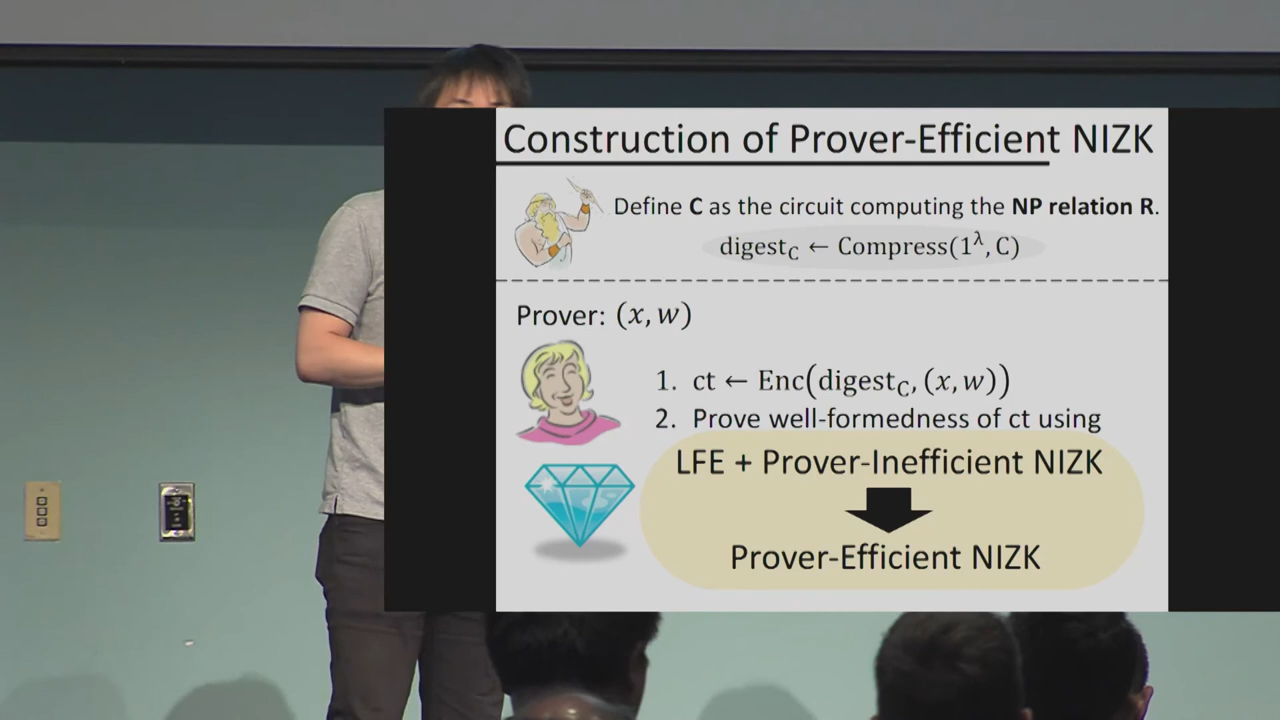 Construction of Prover-Efficient NIZK
Define C as the circuit computing the NP relation R.
digest_C ← Compress(1^λ, C)
Prover: (x, w)
1. ct ← Enc(digest_C, (x, w))
2. Prove well-formedness of ct using
LFE + Prover-Inefficient NIZK
Prover-Efficient NIZK